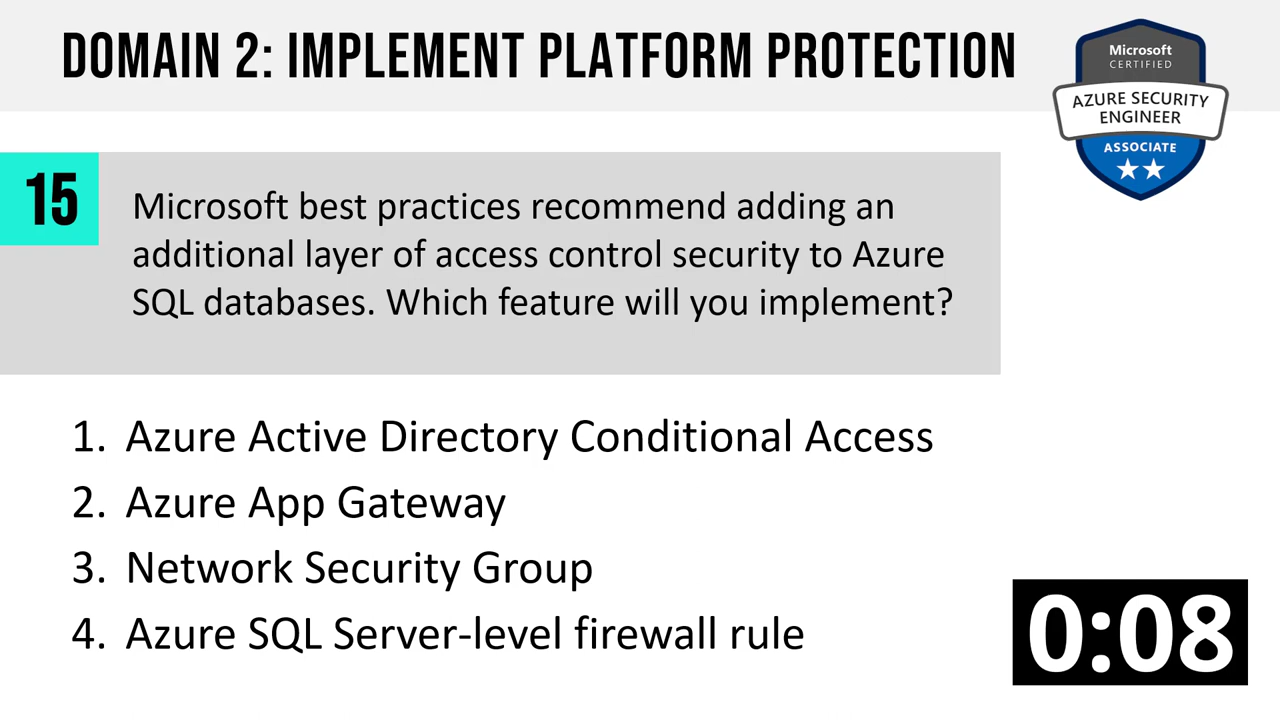 DOMAIN 2: IMPLEMENT PLATFORM PROTECTION
Microsoft
CERTIFIED
AZURE SECURITY
ENGINEER
ASSOCIATE
15
Microsoft best practices recommend adding an
additional layer of access control security to Azure
SQL databases. Which feature will you implement?
1. Azure Active Directory Conditional Access
2. Azure App Gateway
3. Network Security Group
4. Azure SQL Server-level firewall rule
0:08